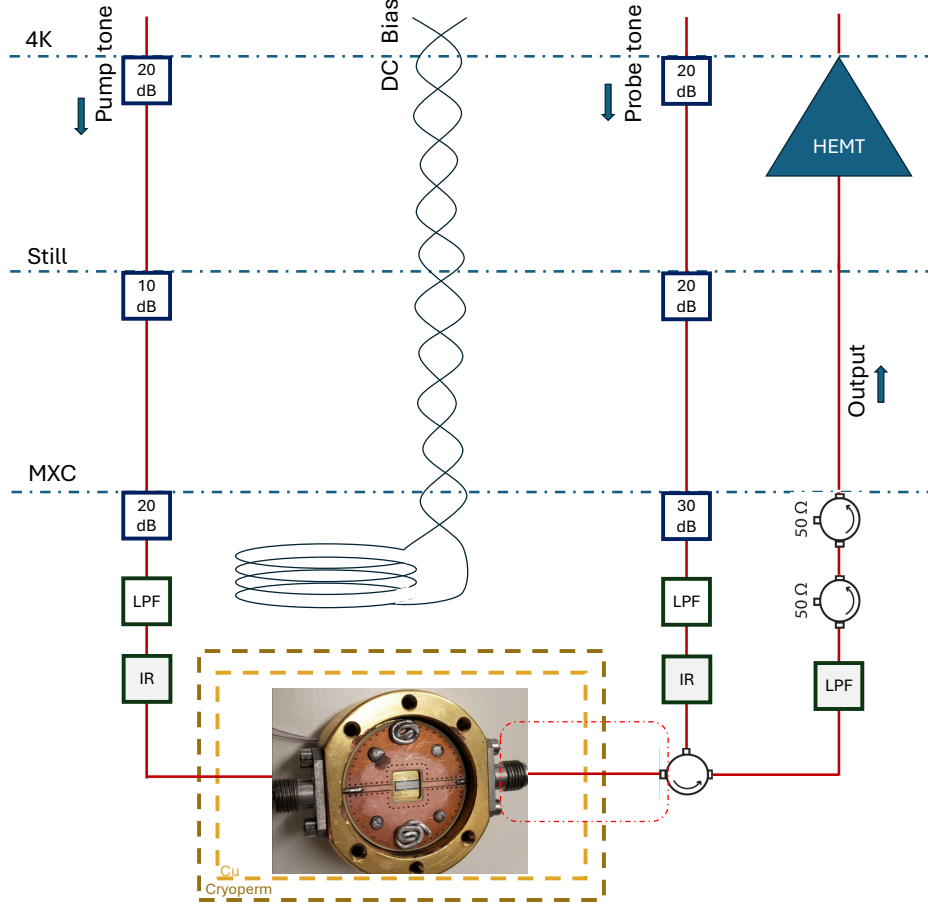 4K
Pump tone
DC Bias
Probe tone
20
dB
20
dB
HEMT
Still
10
dB
20
dB
Output
MXC
20
dB
30
dB
50 Ω
LPF
LPF
50 Ω
IR
IR
LPF
Cu
Cryoperm